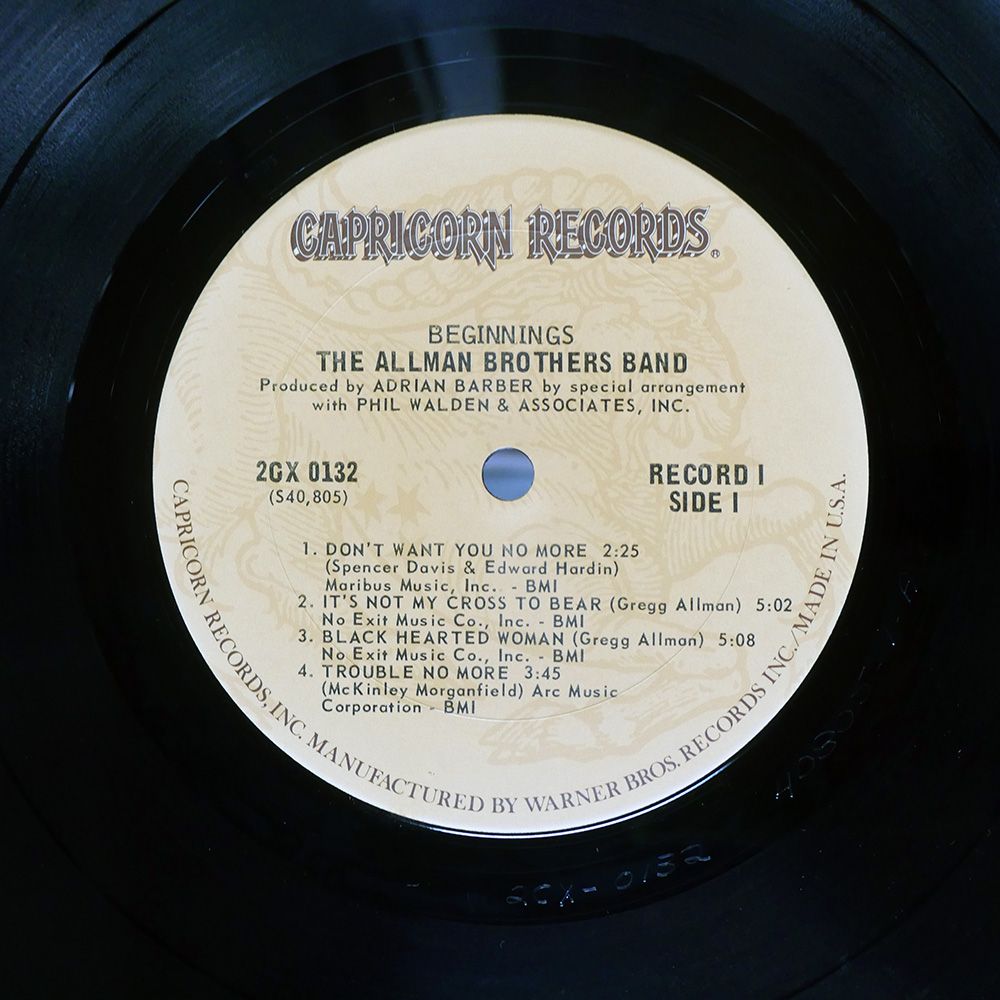 CAPRICORN RECORDS®
BEGINNINGS
THE ALLMAN BROTHERS BAND
Produced by ADRIAN BARBER by special arrangement
with PHIL WALDEN & ASSOCIATES, INC.
2CX 0132
(S40,805)
RECORD I
SIDE I
1. DON'T WANT YOU NO MORE 2:25
(Spencer Davis & Edward Hardin)
Maribus Music, Inc. - BMI
2. IT'S NOT MY CROSS TO BEAR (Gregg Allman) 5:02
No Exit Music Co., Inc. - BMI
3. BLACK HEARTED WOMAN (Gregg Allman) 5:08
No Exit Music Co., Inc. - BMI
4. TROUBLE NO MORE 3:45
(McKinley Morganfield) Arc Music
Corporation - BMI
CAPRICORN RECORDS, INC. MANUFACTURED BY WARNER BROS. RECORDS INC./MADE IN U.S.A.
2CX-0132